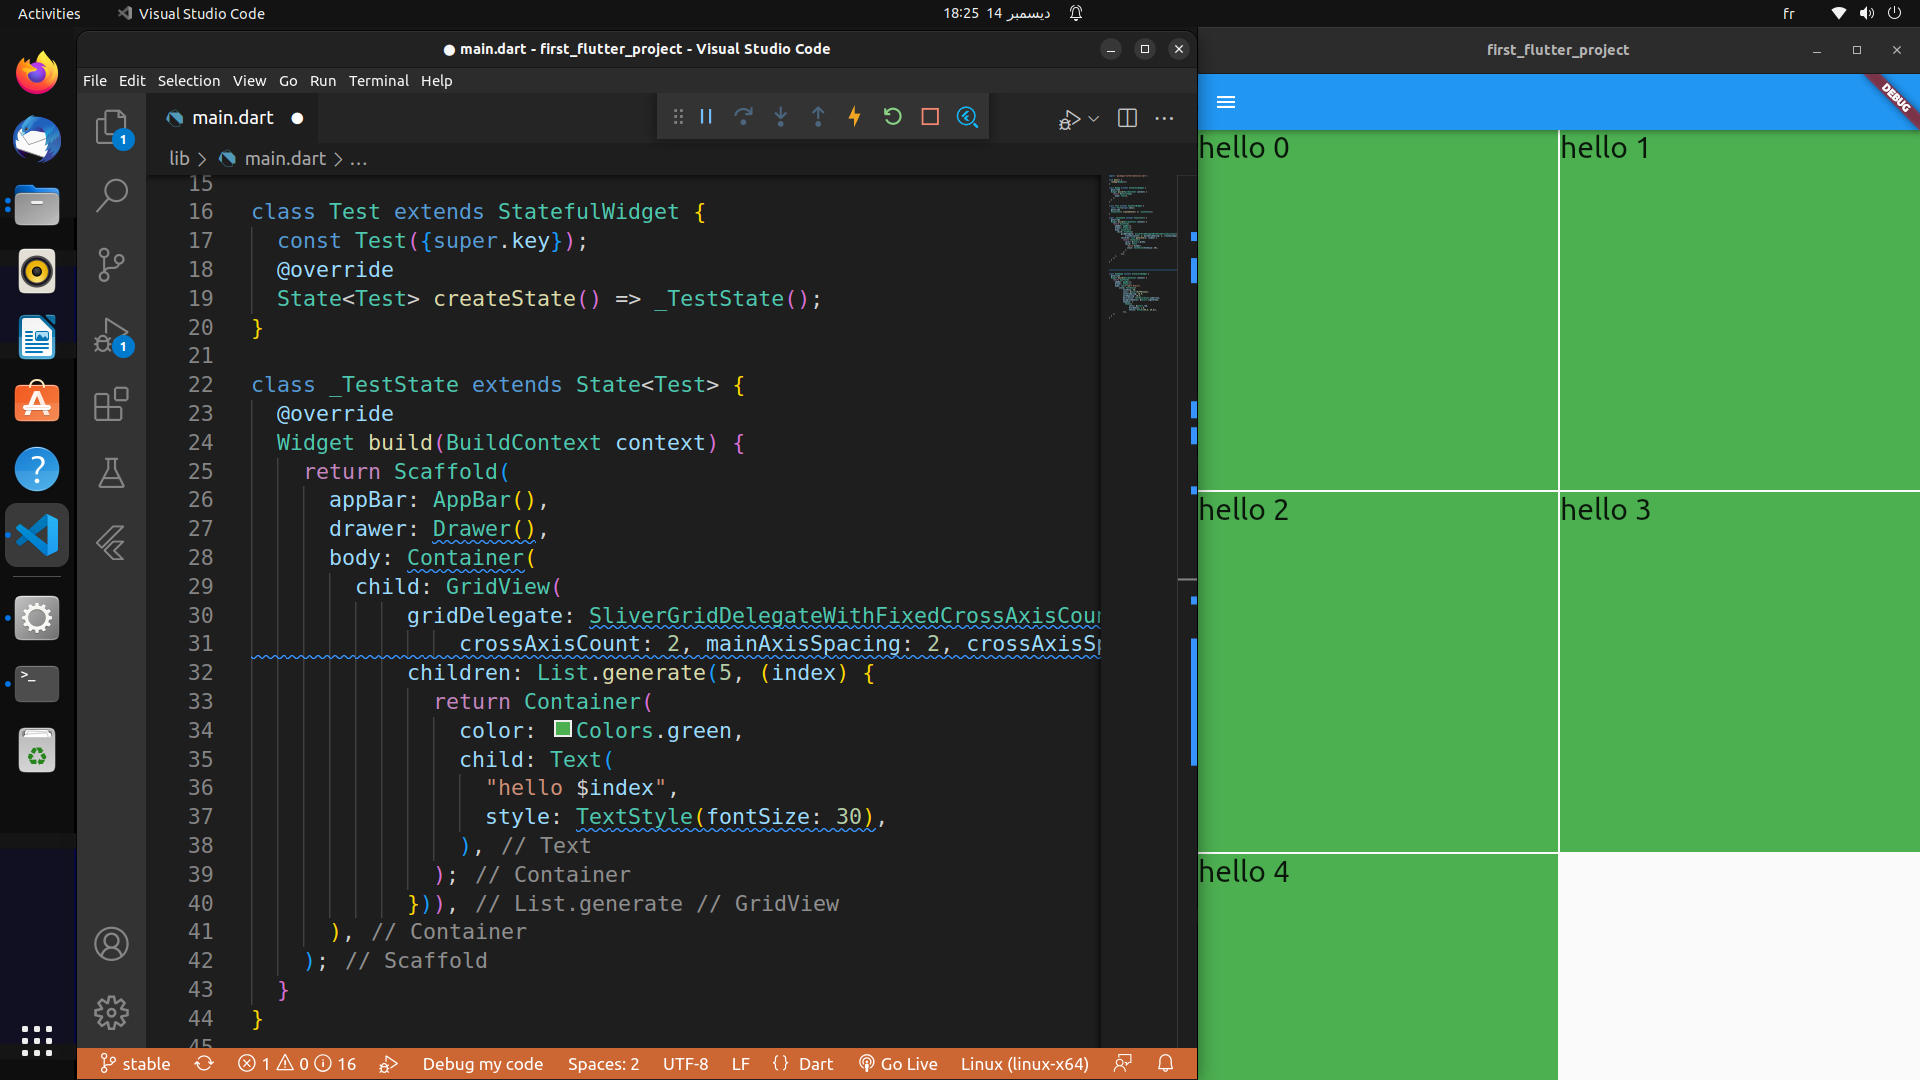 Activities
Visual Studio Code
18:25 14 ديسمبر
fr
● main.dart - first_flutter_project - Visual Studio Code
File Edit Selection View Go Run Terminal Help
main.dart
lib > main.dart > ...
15
16 class Test extends StatefulWidget {
17 const Test({super.key});
18 @override
19 State<Test> createState() => _TestState();
20 }
21
22 class _TestState extends State<Test> {
23 @override
24 Widget build(BuildContext context) {
25 return Scaffold(
26 appBar: AppBar(),
27 drawer: Drawer(),
28 body: Container(
29 child: GridView(
30 gridDelegate: SliverGridDelegateWithFixedCrossAxisCou
31 crossAxisCount: 2, mainAxisSpacing: 2, crossAxisSp
32 children: List.generate(5, (index) {
33 return Container(
34 color: Colors.green,
35 child: Text(
36 "hello $index",
37 style: TextStyle(fontSize: 30),
38 ), // Text
39 ); // Container
40 })), // List.generate // GridView
41 ), // Container
42 ); // Scaffold
43 }
44 }
45
1
1
stable 1 0 16 Debug my code Spaces: 2 UTF-8 LF {} Dart Go Live Linux (linux-x64)
first_flutter_project
DEBUG
hello 0
hello 1
hello 2
hello 3
hello 4